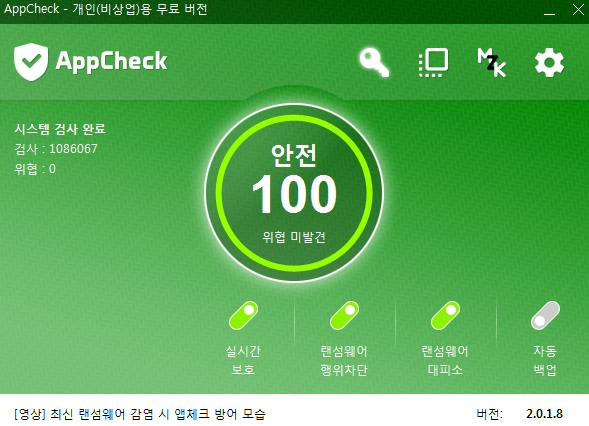 AppCheck - 개인(비상업)용 무료 버전
AppCheck
MzK
시스템 검사 완료
검사 : 1086067
위협 : 0
안전
100
위협 미발견
실시간
보호
랜섬웨어
행위차단
랜섬웨어
대피소
자동
백업
[영상] 최신 랜섬웨어 감염 시 앱체크 방어 모습
버전: 2.0.1.8